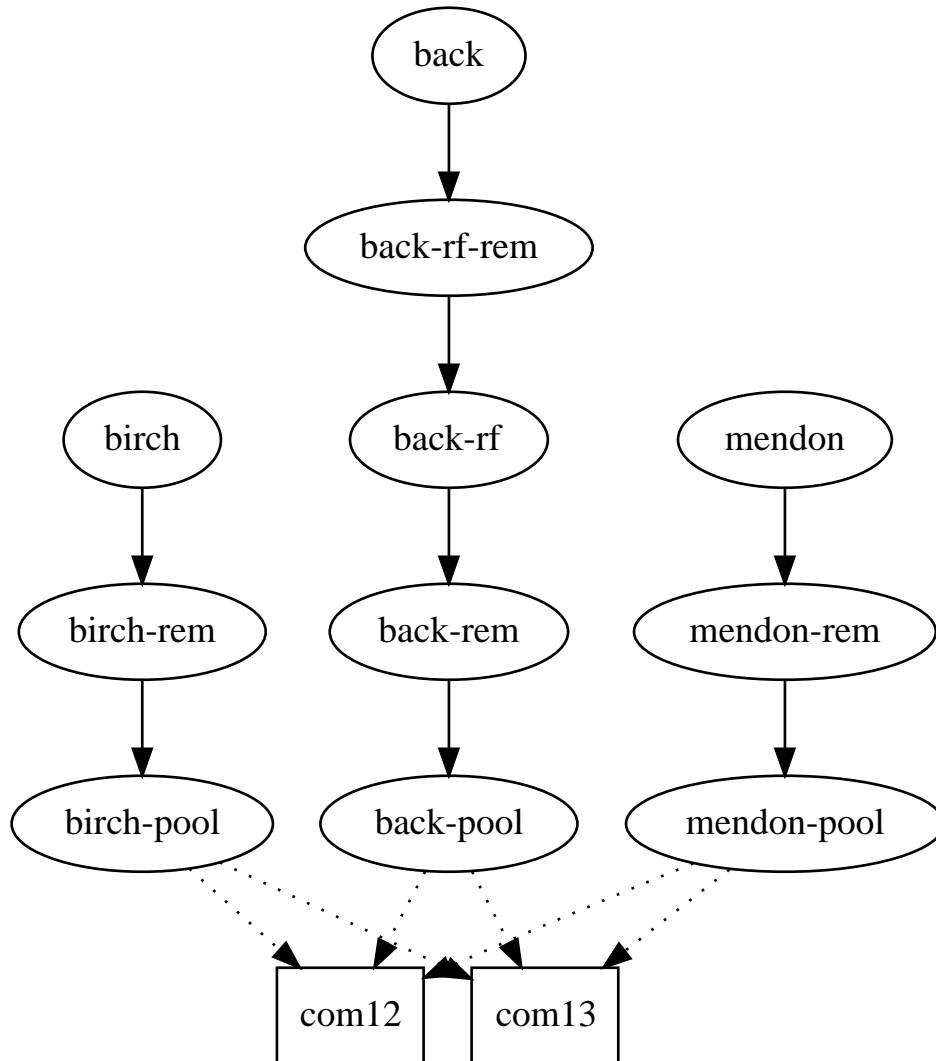 back
back-rf-rem
birch
back-rf
mendon
birch-rem
back-rem
mendon-rem
birch-pool
back-pool
mendon-pool
com12
com13